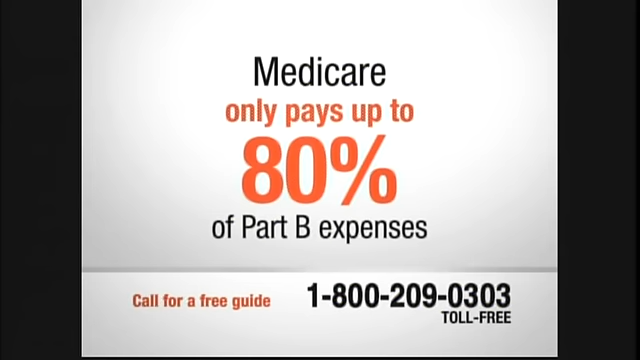 Medicare
only pays up to
80%
of Part B expenses
Call for a free guide 1-800-209-0303
TOLL-FREE